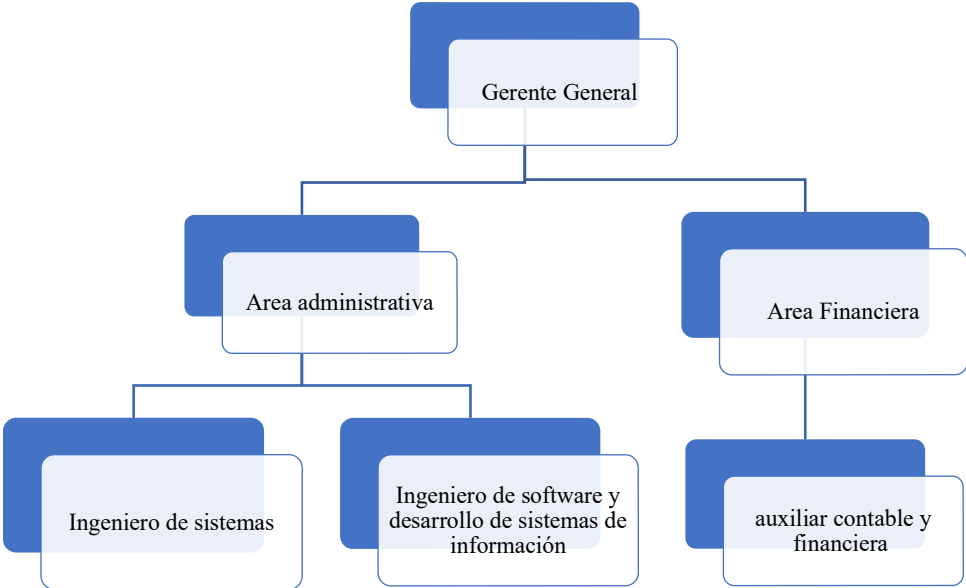 Gerente General
Area administrativa
Area Financiera
Ingeniero de sistemas
Ingeniero de software y
desarrollo de sistemas de
información
auxiliar contable y
financiera